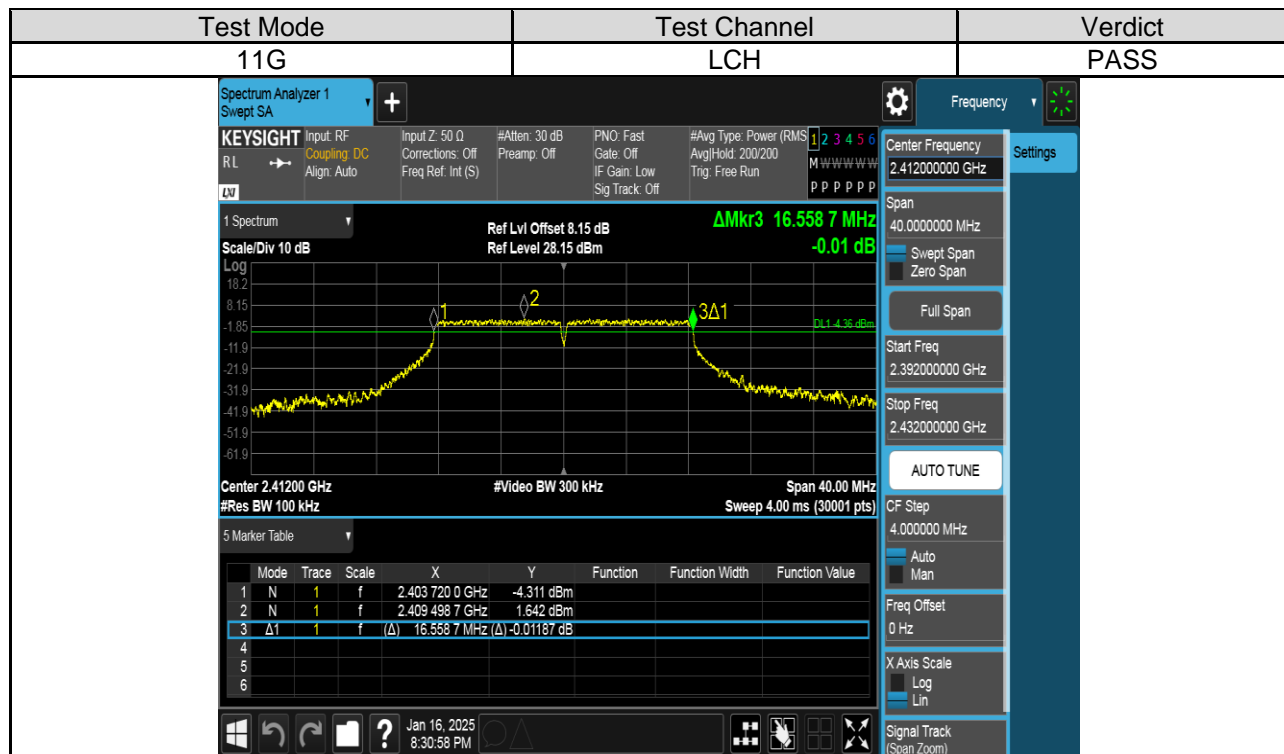 Test Mode Test Channel Verdict
11G LCH PASS
Spectrum Analyzer 1
Swept SA
+
Frequency
KEYSIGHT Input: RF Input Z: 50 Ω #Atten: 30 dB PNO: Fast #Avg Type: Power (RMS 1 2 3 4 5 6
R L Coupling: DC Corrections: Off Preamp: Off Gate: Off Avg|Hold: 200/200 M W W W W W
Align: Auto Freq Ref: Int (S) IF Gain: Low Trig: Free Run
LXI Sig Track: Off P P P P P P
1 Spectrum
Ref Lvl Offset 8.15 dB
ΔMkr3 16.558 7 MHz
Scale/Div 10 dB Ref Level 28.15 dBm -0.01 dB
Log
18.2
8.15
-1.85
-11.9
-21.9
-31.9
-41.9
-51.9
-61.9
1
2
3Δ1
DL1 -4.36 dBm
Center 2.41200 GHz #Video BW 300 kHz Span 40.00 MHz
#Res BW 100 kHz Sweep 4.00 ms (30001 pts)
5 Marker Table
Mode Trace Scale X Y Function Function Width Function Value
1 N 1 f 2.403 720 0 GHz -4.311 dBm
2 N 1 f 2.409 498 7 GHz 1.642 dBm
3 Δ1 1 f (Δ) 16.558 7 MHz (Δ) -0.01187 dB
4
5
6
?
Jan 16, 2025
8:30:58 PM
Center Frequency
2.412000000 GHz
Settings
Span
40.0000000 MHz
Swept Span
Zero Span
Full Span
Start Freq
2.392000000 GHz
Stop Freq
2.432000000 GHz
AUTO TUNE
CF Step
4.000000 MHz
Auto
Man
Freq Offset
0 Hz
X Axis Scale
Log
Lin
Signal Track
(Span Zoom)